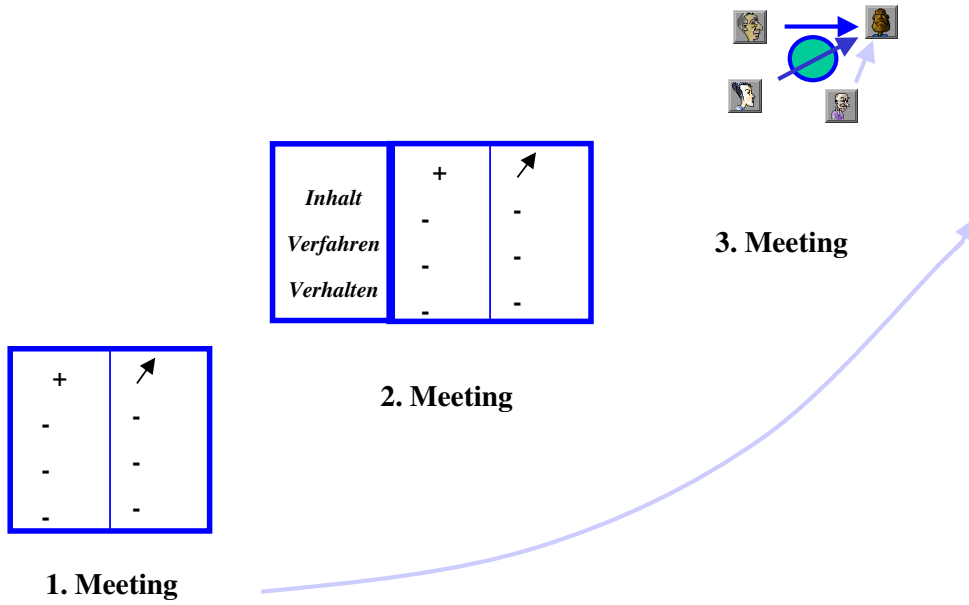 3. Meeting
+
Inhalt
- -
Verfahren
- -
Verhalten
- -
2. Meeting
+
- -
- -
- -
1. Meeting